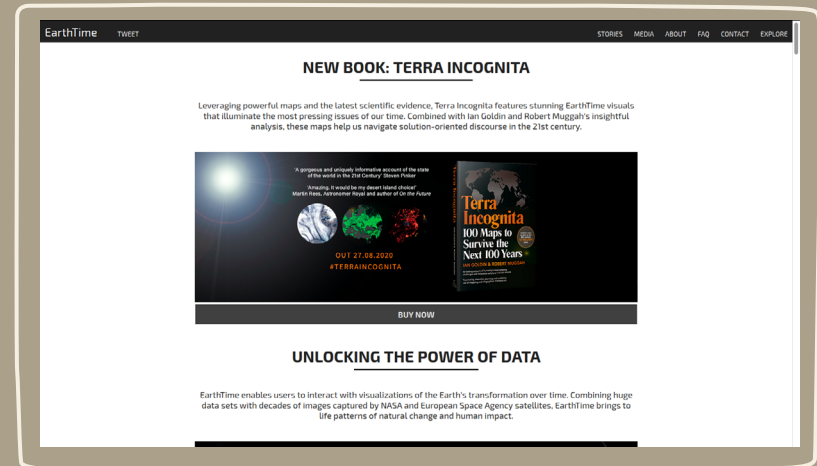 EarthTime TWEET STORIES MEDIA ABOUT FAQ CONTACT EXPLORE
NEW BOOK: TERRA INCOGNITA
Leveraging powerful maps and the latest scientific evidence, Terra Incognita features stunning EarthTime visuals
that illuminate the most pressing issues of our time. Combined with Ian Goldin and Robert Muggah's insightful
analysis, these maps help us navigate solution-oriented discourse in the 21st century.
'A gorgeous and uniquely informative account of the state
of the world in the 21st Century' Steven Pinker
'Amazing. It would be my desert island choice!'
Martin Rees, Astronomer Royal and author of On the Future
OUT 27.08.2020
#TERRAINCOGNITA
Terra
Incognita
100 Maps to
Survive the
Next 100 Years
IAN GOLDIN & ROBERT MUGGAH
BUY NOW
UNLOCKING THE POWER OF DATA
EarthTime enables users to interact with visualizations of the Earth's transformation over time. Combining huge
data sets with decades of images captured by NASA and European Space Agency satellites, EarthTime brings to
life patterns of natural change and human impact.